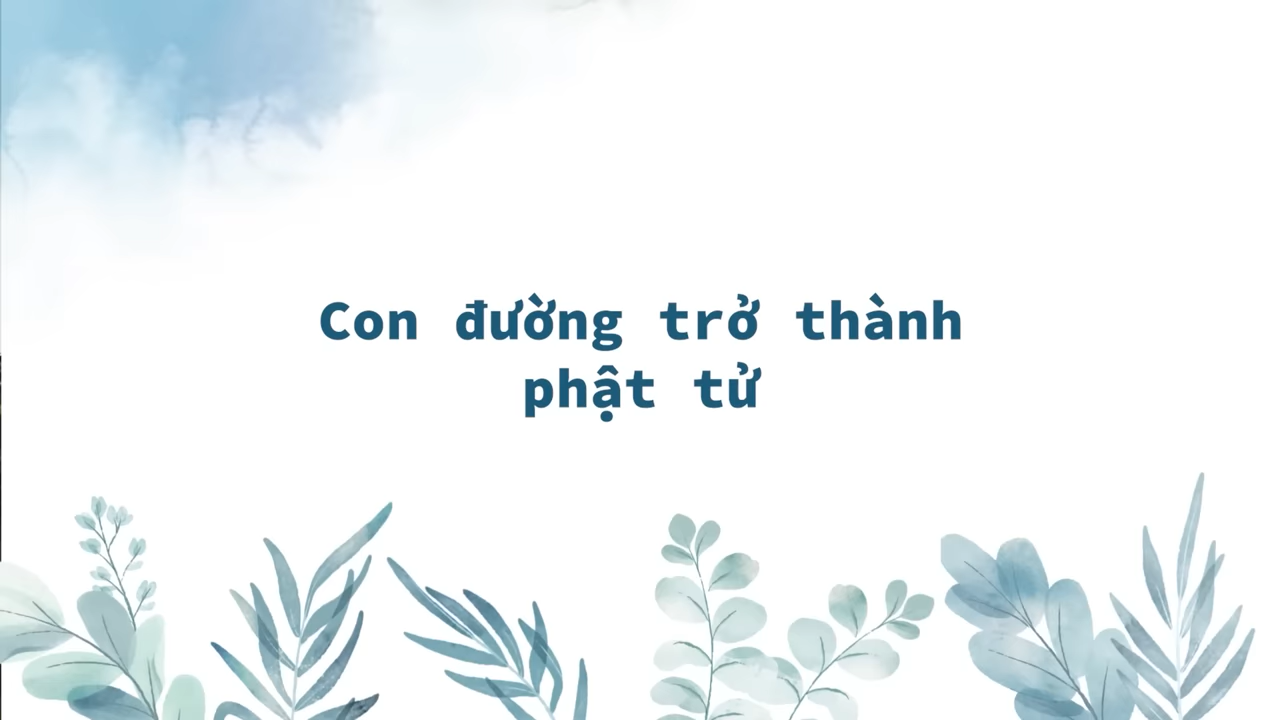 Con đường trở thành
phật tử